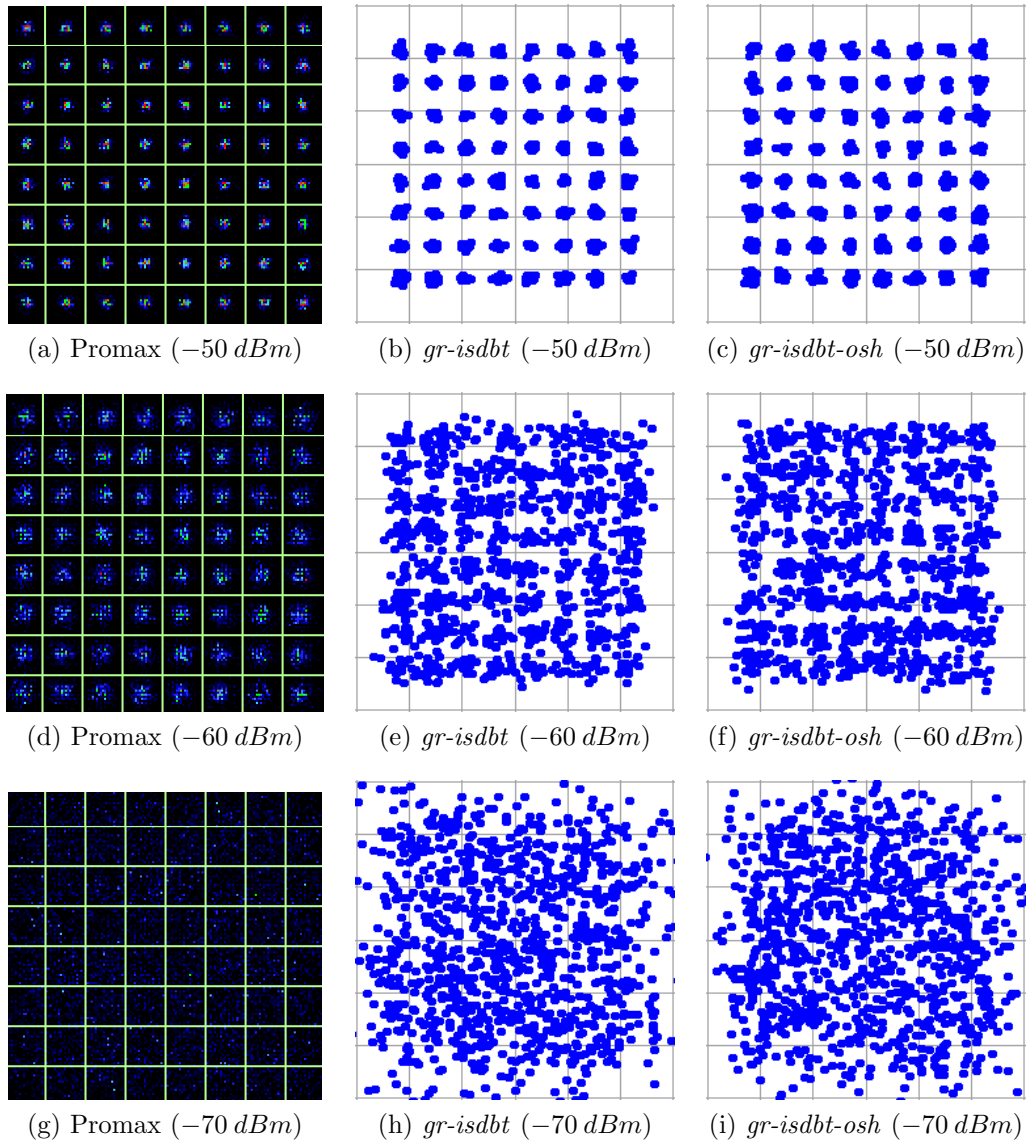 (a) Promax (−50 dBm)
(b) gr-isdbt (−50 dBm)
(c) gr-isdbt-osh (−50 dBm)
(d) Promax (−60 dBm)
(e) gr-isdbt (−60 dBm)
(f) gr-isdbt-osh (−60 dBm)
(g) Promax (−70 dBm)
(h) gr-isdbt (−70 dBm)
(i) gr-isdbt-osh (−70 dBm)